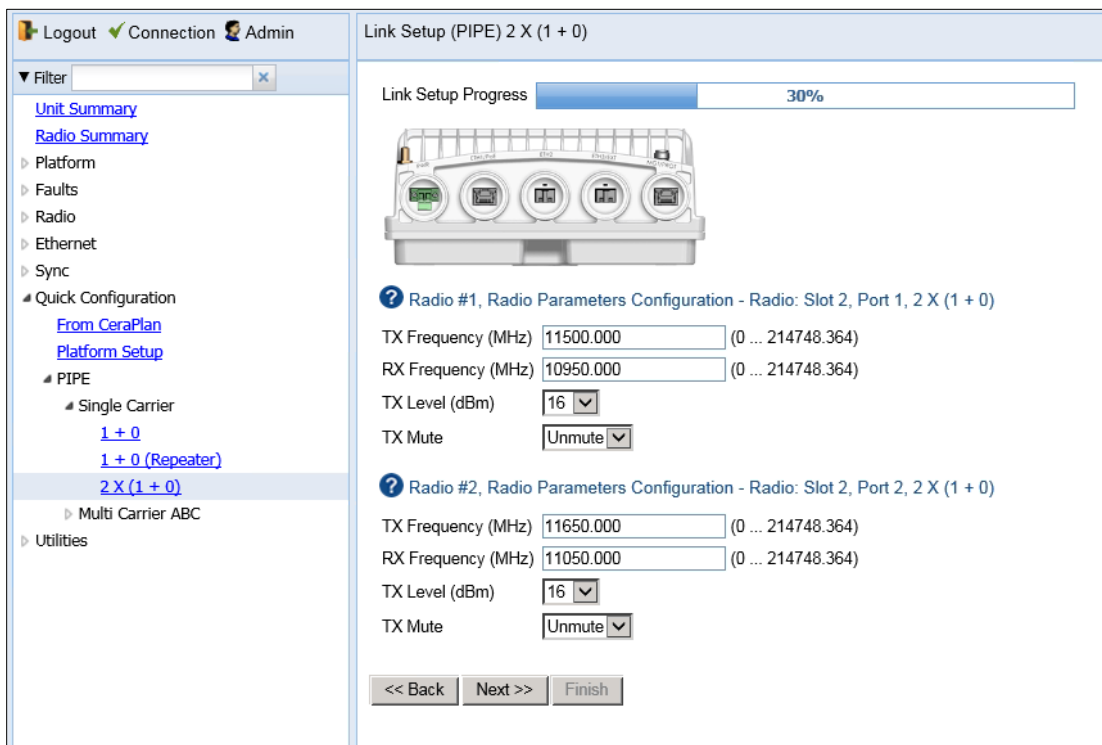 Logout Connection Admin
Filter
Unit Summary
Radio Summary
Platform
Faults
Radio
Ethernet
Sync
Quick Configuration
From CeraPlan
Platform Setup
PIPE
Single Carrier
1 + 0
1 + 0 (Repeater)
2 X (1 + 0)
Multi Carrier ABC
Utilities
Link Setup (PIPE) 2 X (1 + 0)
Link Setup Progress 30%
Radio #1, Radio Parameters Configuration - Radio: Slot 2, Port 1, 2 X (1 + 0)
TX Frequency (MHz) 11500.000 (0 ... 214748.364)
RX Frequency (MHz) 10950.000 (0 ... 214748.364)
TX Level (dBm) 16
TX Mute Unmute
Radio #2, Radio Parameters Configuration - Radio: Slot 2, Port 2, 2 X (1 + 0)
TX Frequency (MHz) 11650.000 (0 ... 214748.364)
RX Frequency (MHz) 11050.000 (0 ... 214748.364)
TX Level (dBm) 16
TX Mute Unmute
<< Back Next >> Finish